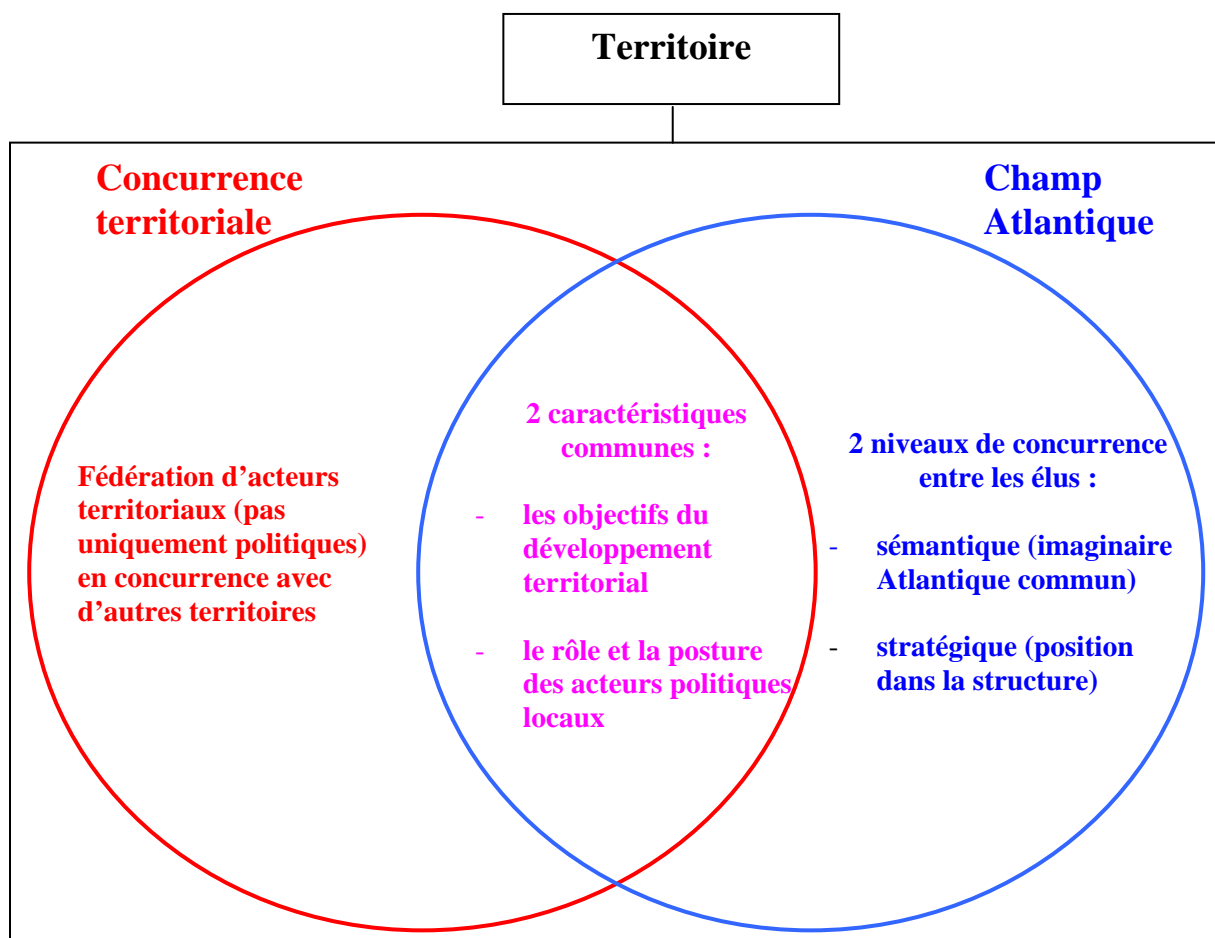 Territoire
Concurrence
territoriale
Champ
Atlantique
Fédération d’acteurs
territoriaux (pas
uniquement politiques)
en concurrence avec
d’autres territoires
2 caractéristiques
communes :
- les objectifs du
développement
territorial
- le rôle et la posture
des acteurs politiques
locaux
2 niveaux de concurrence
entre les élus :
- sémantique (imaginaire
Atlantique commun)
- stratégique (position
dans la structure)